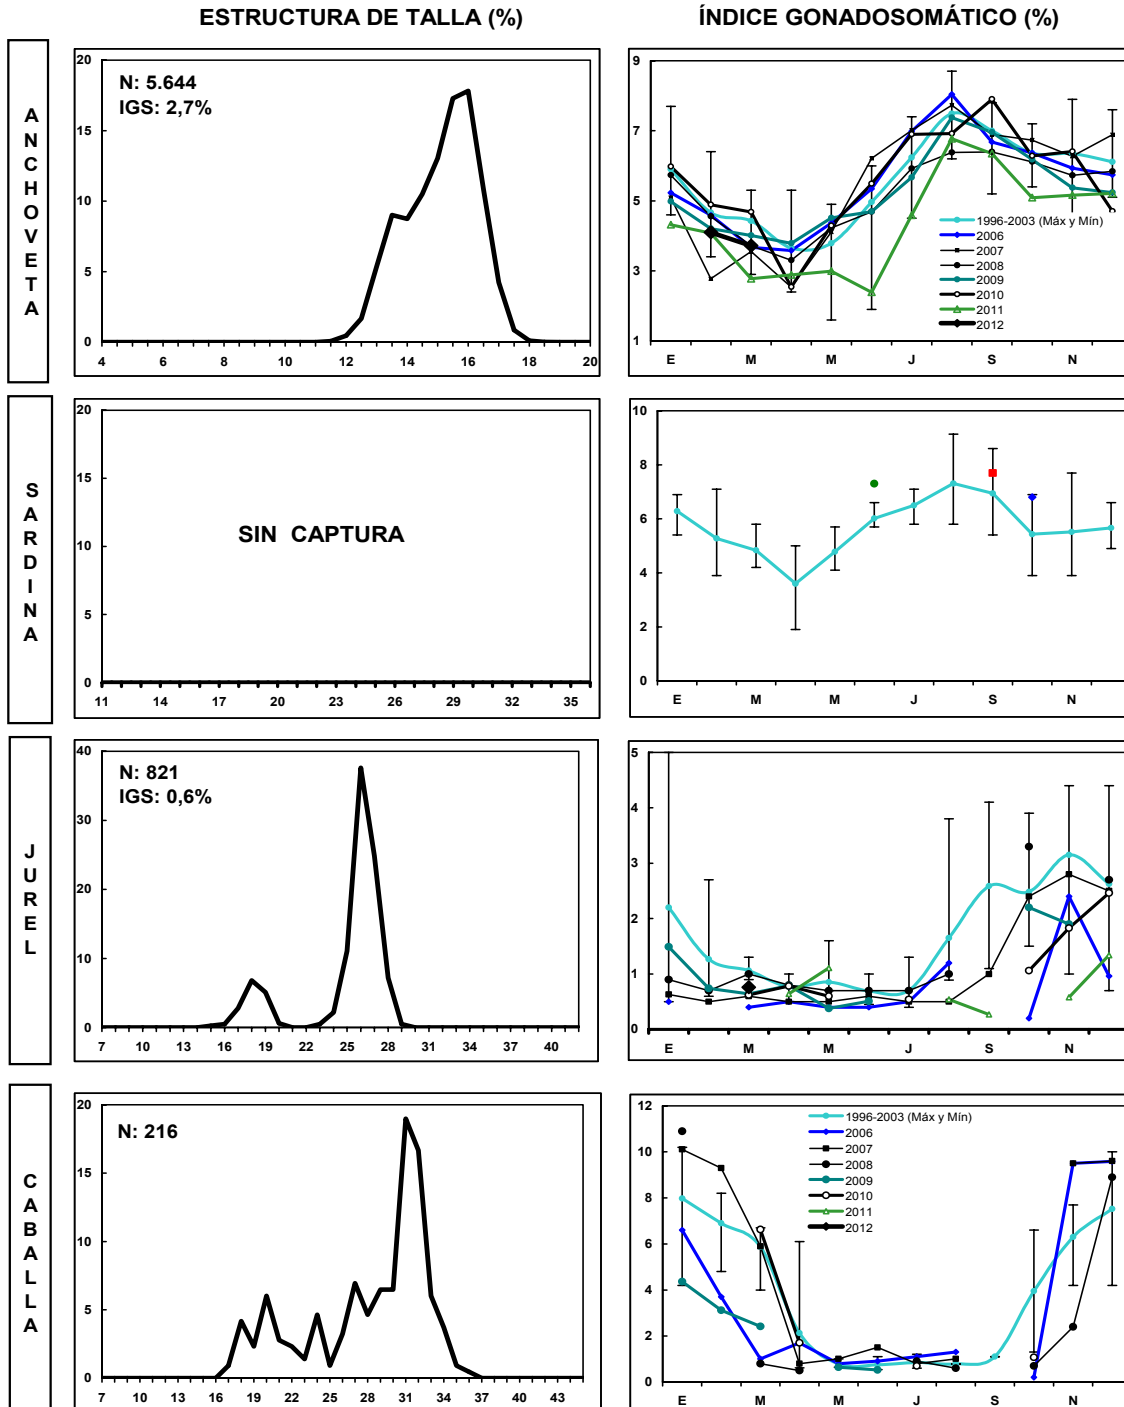 ESTRUCTURA DE TALLA (%)
ÍNDICE GONADOSOMÁTICO (%)
ANCHOVETA
N: 5.644
IGS: 2,7%
20
15
10
5
0
4 6 8 10 12 14 16 18 20
9
7
5
3
1
E M M J S N
1996-2003 (Máx y Mín)
2006
2007
2008
2009
2010
2011
2012
SARDINA
20
15
10
5
0
SIN CAPTURA
11 14 17 20 23 26 29 32 35
10
8
6
4
2
0
E M M J S N
JUREL
40
30
20
10
0
N: 821
IGS: 0,6%
7 10 13 16 19 21 25 28 31 34 37 40
5
4
3
2
1
0
E M M J S N
CABALLA
20
15
10
5
0
N: 216
7 10 13 16 19 22 25 28 31 34 37 40 43
12
10
8
6
4
2
0
E M M J S N
1996-2003 (Máx y Mín)
2006
2007
2008
2009
2010
2011
2012